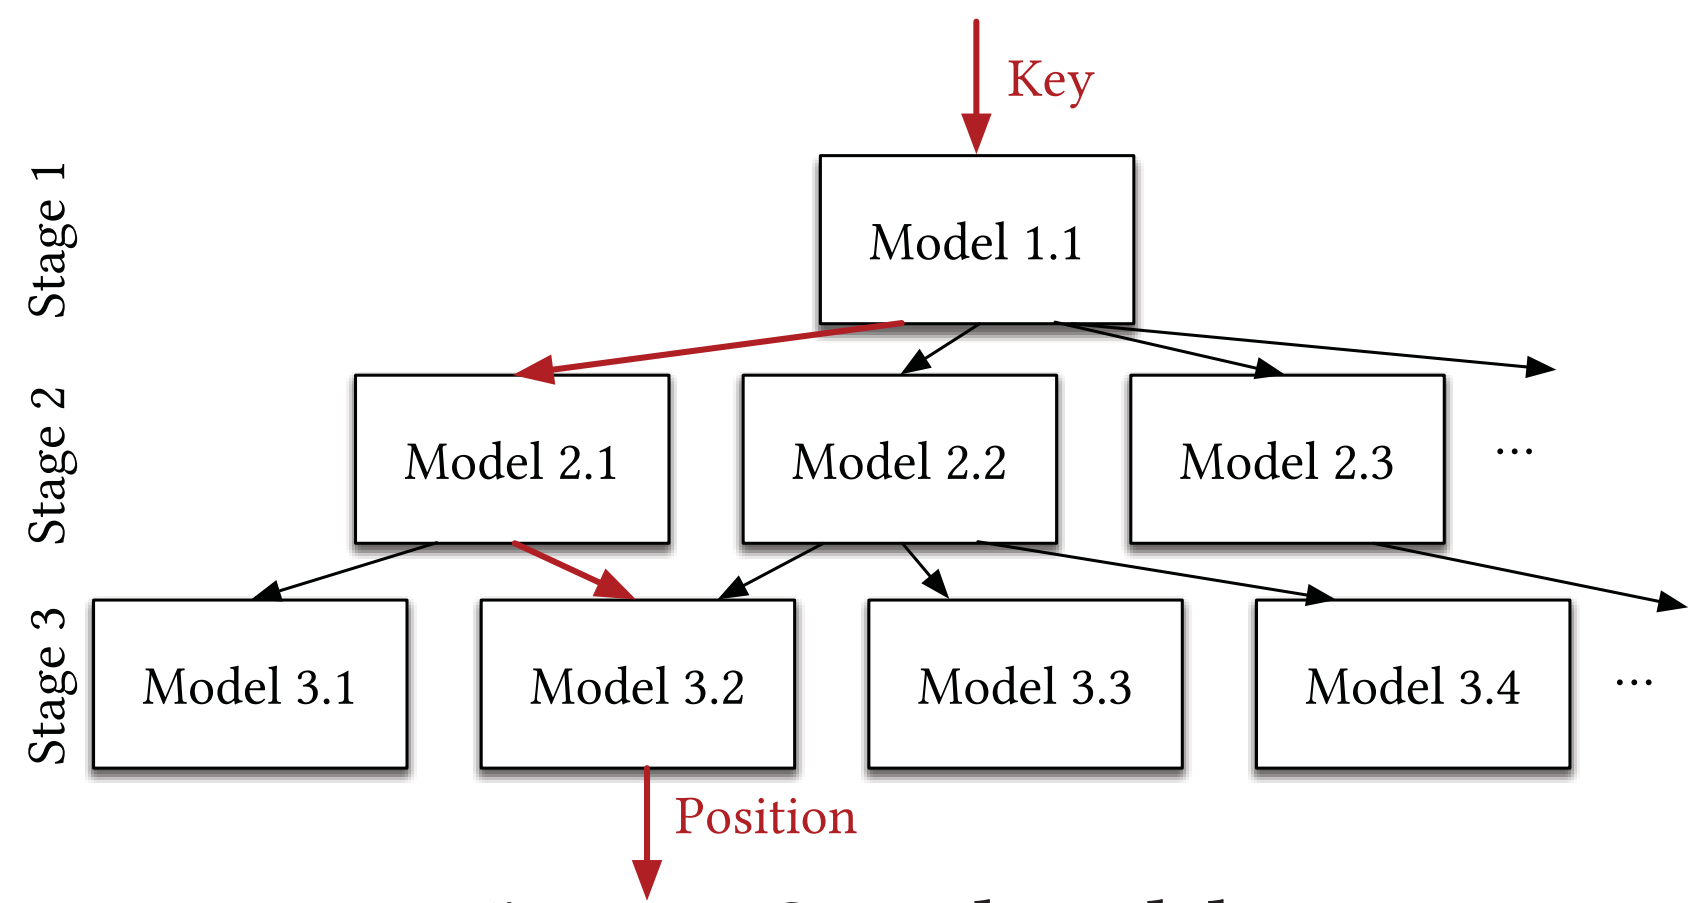 Key
Stage 1
Model 1.1
Stage 2
Model 2.1
Model 2.2
Model 2.3
...
Stage 3
Model 3.1
Model 3.2
Model 3.3
Model 3.4
...
Position